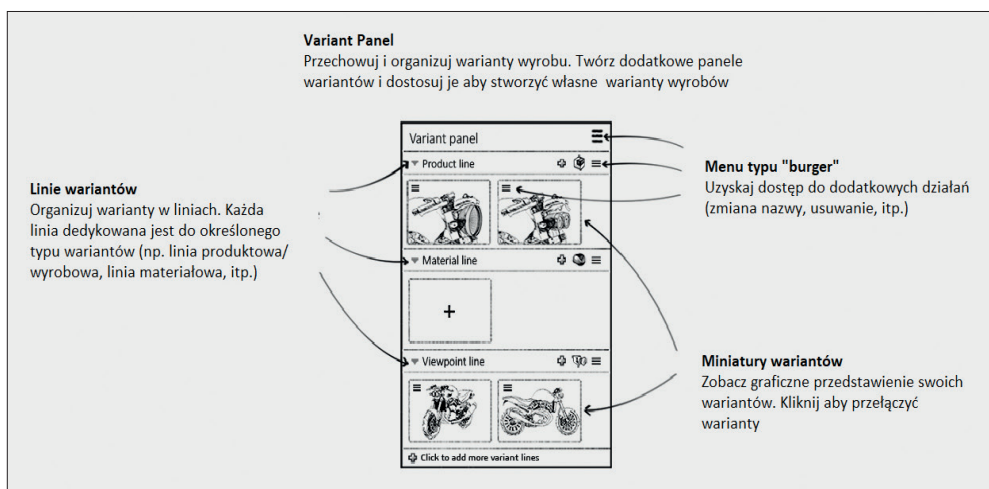 Variant Panel
Przechowuj i organizuj warianty wyrobu. Twórz dodatkowe panele
wariantów i dostosuj je aby stworzyć własne warianty wyrobów
Variant panel
Product line
Menu typu "burger"
Uzyskaj dostęp do dodatkowych działań
(zmiana nazwy, usuwanie, itp.)
Linie wariantów
Organizuj warianty w liniach. Każda
linia dedykowana jest do określonego
typu wariantów (np. linia produktowa/
wyrobowa, linia materiałowa, itp.)
Material line
+
Viewpoint line
Miniatury wariantów
Zobacz graficzne przedstawienie swoich
wariantów. Kliknij aby przełączyć
warianty
Click to add more variant lines